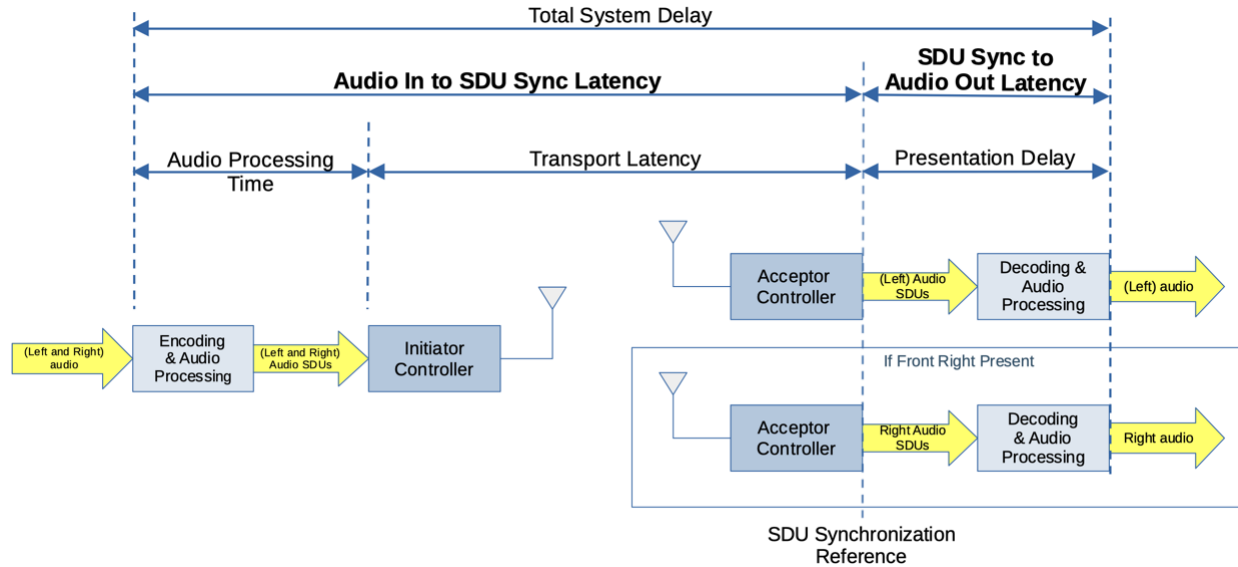 Total System Delay
Audio In to SDU Sync Latency
SDU Sync to
Audio Out Latency
Audio Processing
Time
Transport Latency
Presentation Delay
(Left and Right)
audio
Encoding
& Audio
Processing
(Left and Right)
Audio SDUs
Initiator
Controller
Acceptor
Controller
(Left) Audio
SDUs
Decoding &
Audio
Processing
(Left) audio
If Front Right Present
Acceptor
Controller
Right Audio
SDUs
Decoding
& Audio
Processing
Right audio
SDU Synchronization
Reference